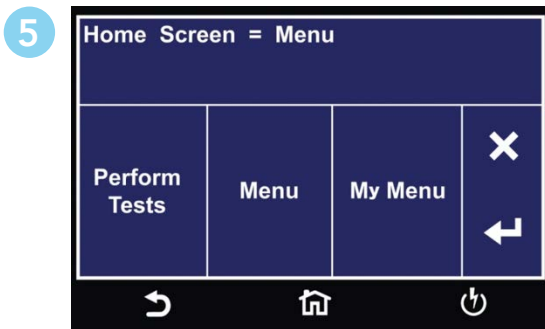 5
Home Screen = Menu
Perform
Tests
Menu
My Menu